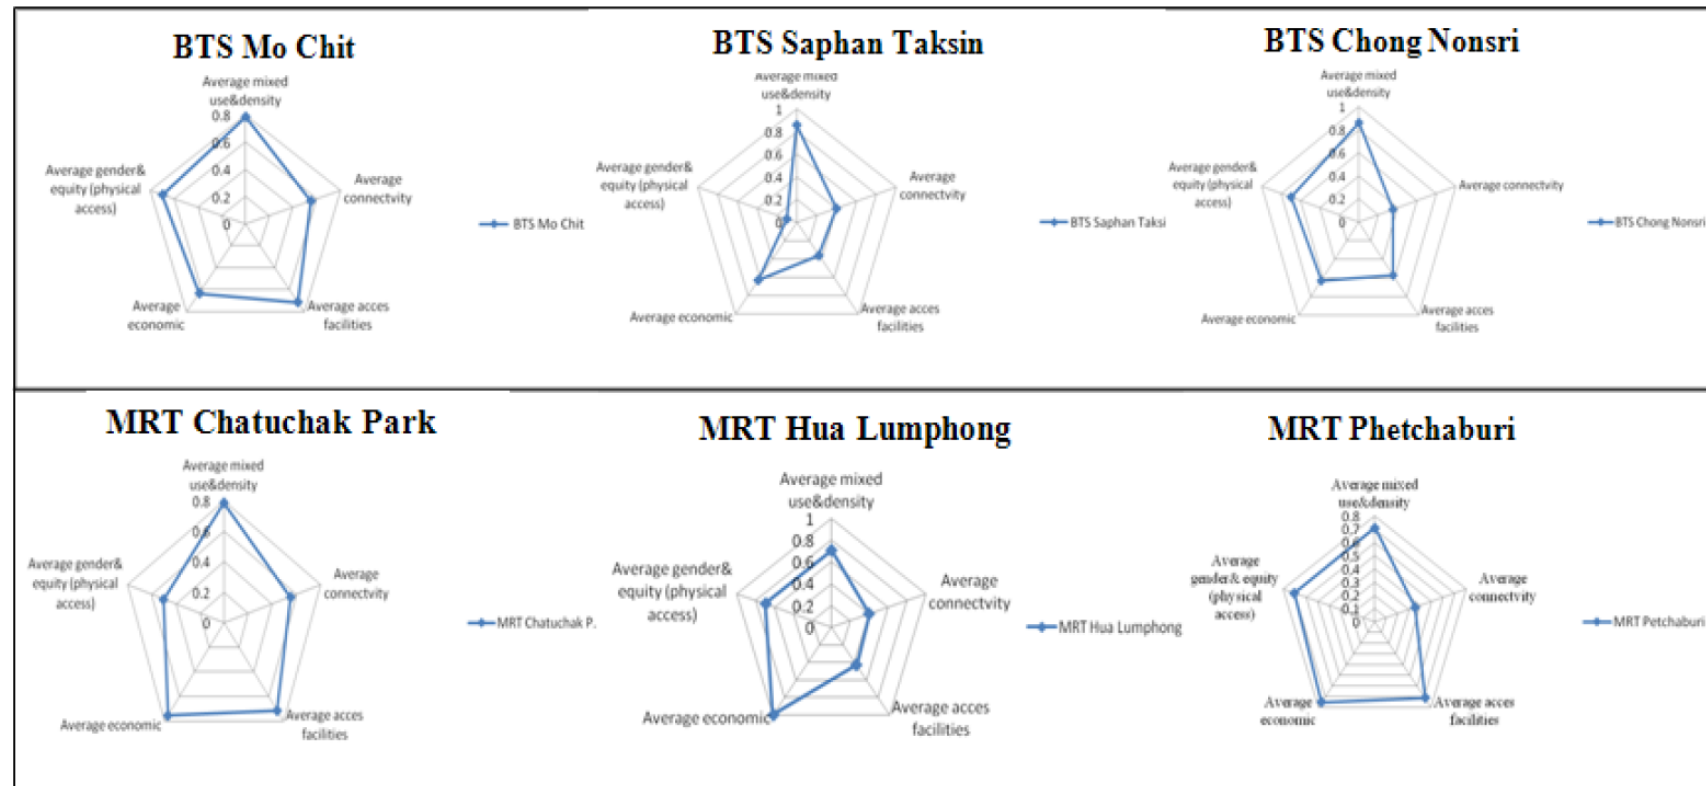 BTS Mo Chit
Average mixed
use&density
0.8
0.6
0.4
0.2
0
Average gender&
equity (physical
access)
Average
connectvity
Average
economic
Average acces
facilities
BTS Mo Chit
BTS Saphan Taksin
Average mixed
use&density
1
0.8
0.6
0.4
0.2
0
Average gender&
equity (physical
access)
Average
connectvity
Average economic
Average acces
facilities
BTS Saphan Taksi
BTS Chong Nonsri
Average mixed
use&density
1
0.8
0.6
0.4
0.2
0
Average gender&
equity (physical
access)
Average connectvity
Average economic
Average acces
facilities
BTS Chong Nonsri
MRT Chatuchak Park
Average mixed
use&density
0.8
0.6
0.4
0.2
0
Average gender&
equity (physical
access)
Average
connectvity
Average economic
Average acces
facilities
MRT Chatuchak P.
MRT Hua Lumphong
Average mixed
use&density
1
0.8
0.6
0.4
0.2
0
Average gender&
equity (physical
access)
Average
connectvity
Average economic
Average acces
facilities
MRT Hua Lumphong
MRT Phetchaburi
Average mixed
use&density
0.8
0.7
0.6
0.5
0.4
0.3
0.2
0.1
0
Average
gender& equity
(physical
access)
Average
connectvity
Average
economic
Average acces
facilities
MRT Petchaburi